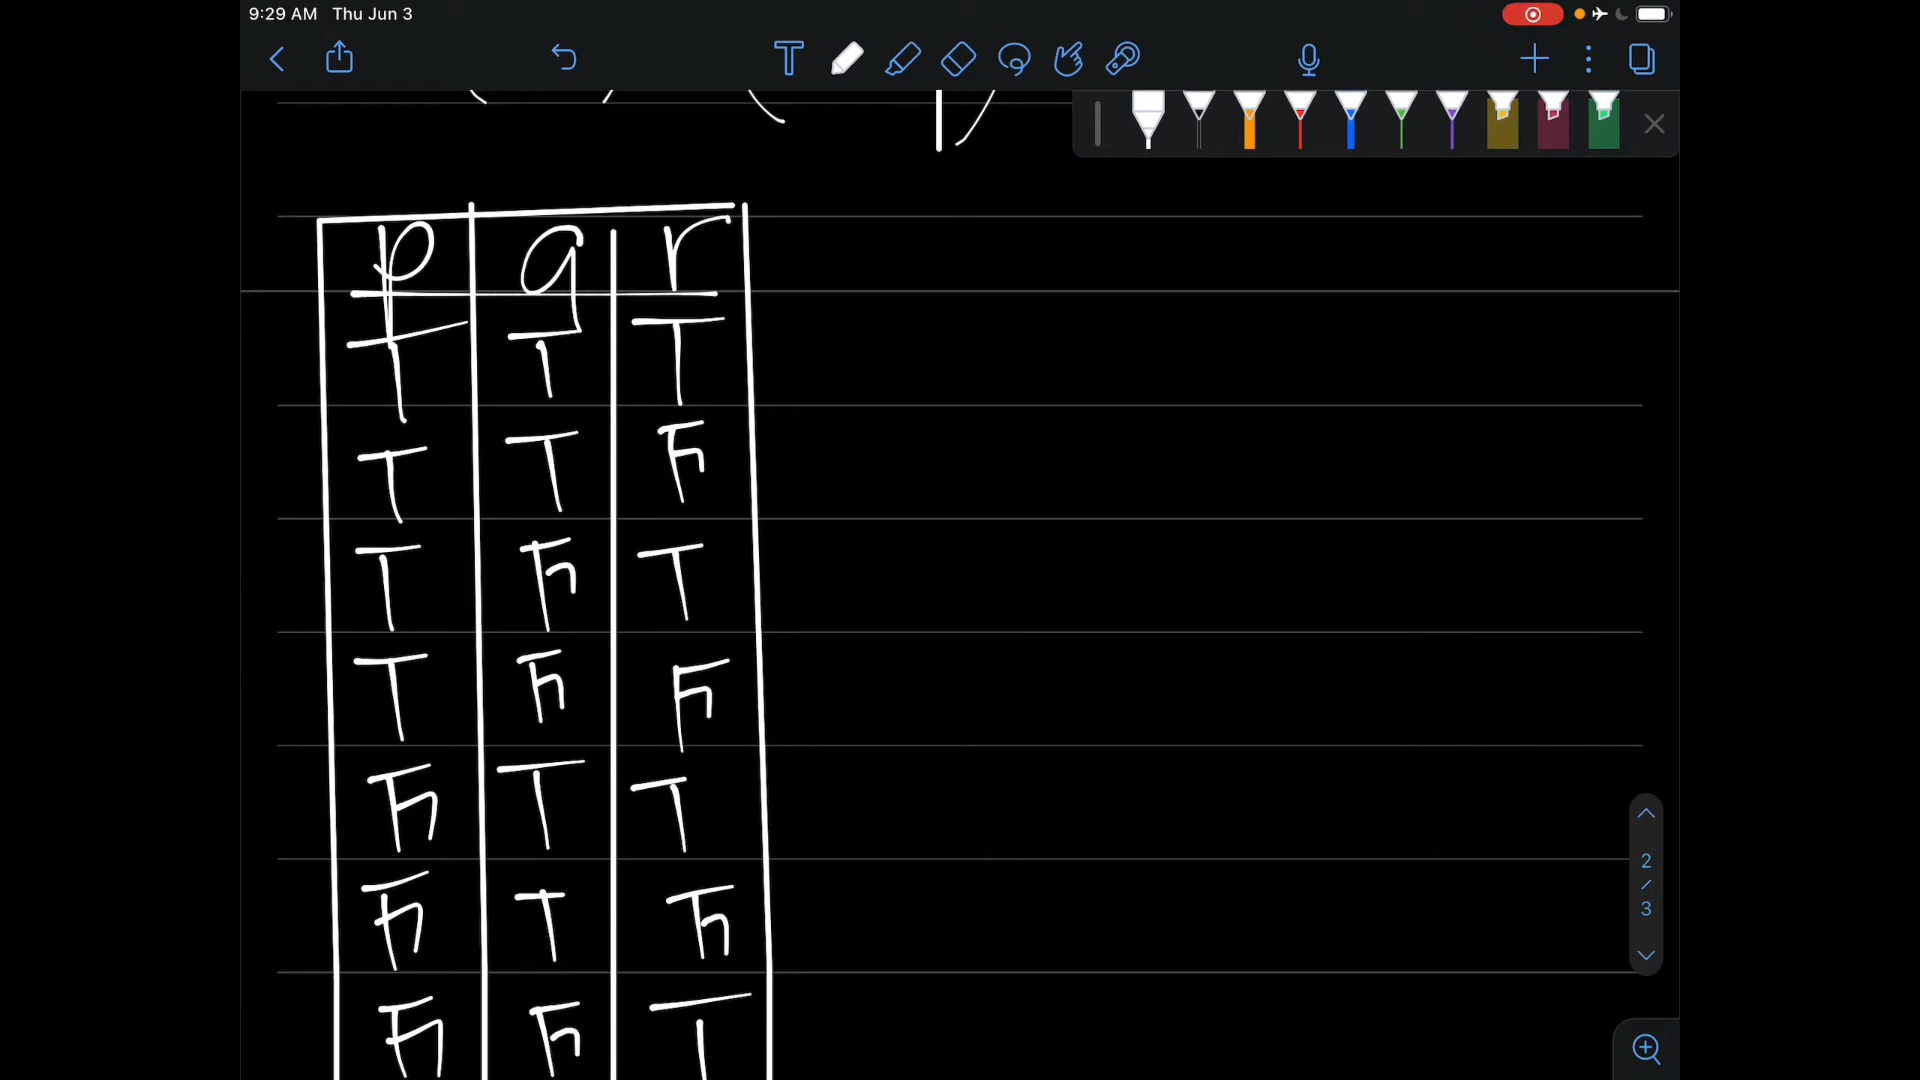 9:29 AM Thu Jun 3
p q r
T T T
T T F
T F T
T F F
F T T
F T F
F F T
2
/
3